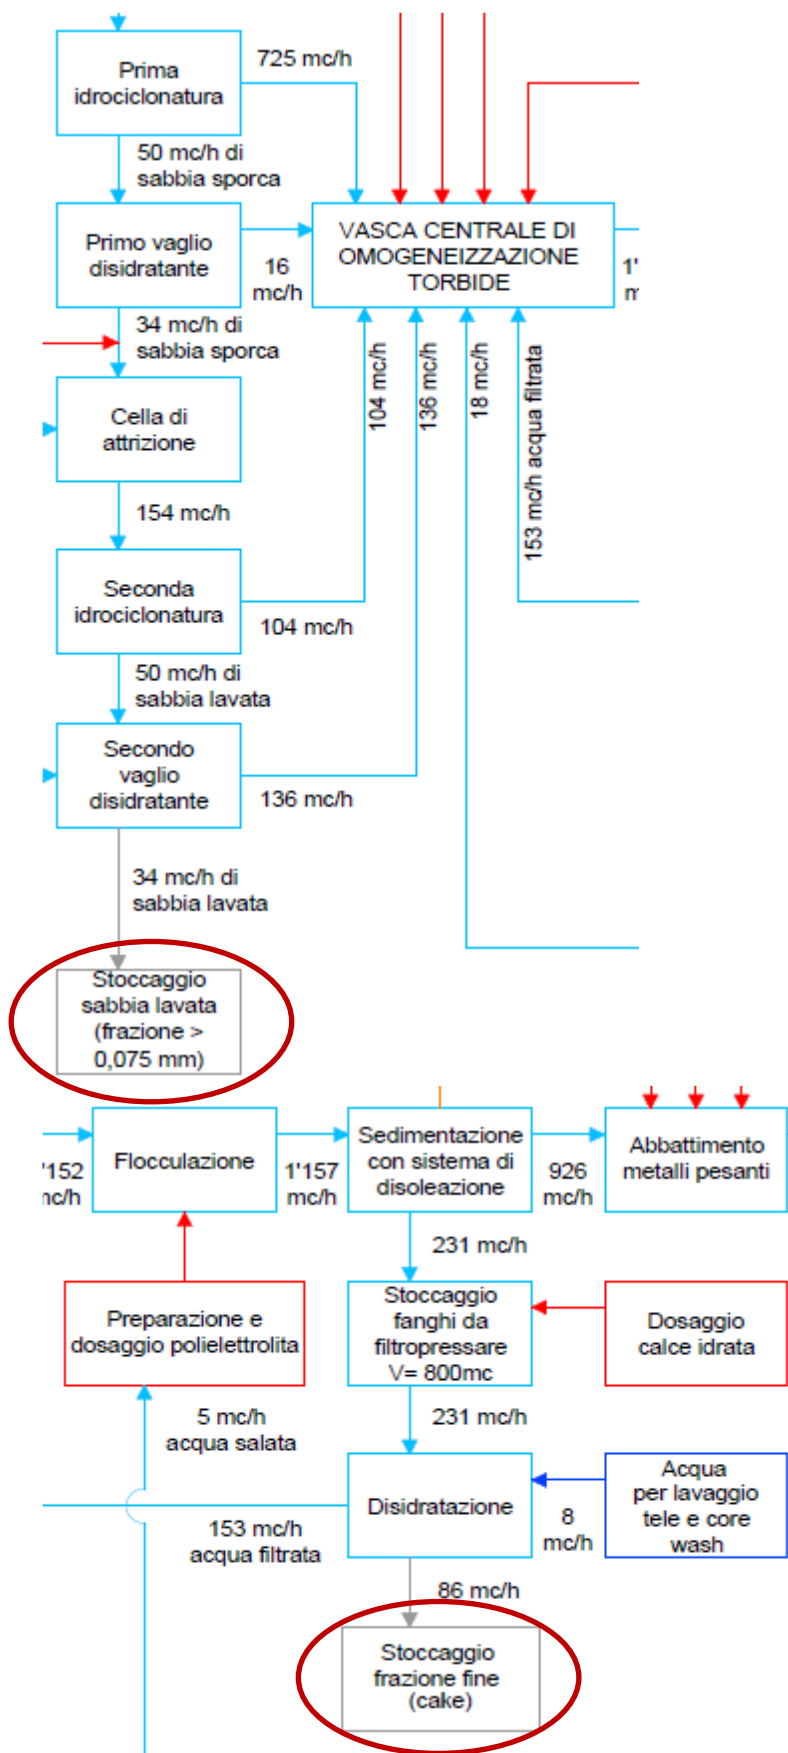 Prima
idrociclonatura
725 mc/h
50 mc/h di
sabbia sporca
Primo vaglio
disidratante
16
mc/h
VASCA CENTRALE DI
OMOGENEIZZAZIONE
TORBIDE
1'
34 mc/h di
sabbia sporca
104 mc/h
136 mc/h
18 mc/h
153 mc/h acqua filtrata
Cella di
attrizione
154 mc/h
Seconda
idrociclonatura
104 mc/h
50 mc/h di
sabbia lavata
Secondo
vaglio
disidratante
136 mc/h
34 mc/h di
sabbia lavata
Stoccaggio
sabbia lavata
(frazione >
0,075 mm)
'152
mc/h
Flocculazione
1'157
mc/h
Sedimentazione
con sistema di
disoleazione
926
mc/h
Abbattimento
metalli pesanti
231 mc/h
Preparazione e
dosaggio polielettrolita
Stoccaggio
fanghi da
filtropressare
V= 800mc
Dosaggio
calce idrata
5 mc/h
acqua salata
231 mc/h
153 mc/h
acqua filtrata
Disidratazione
8
mc/h
Acqua
per lavaggio
tele e core
wash
86 mc/h
Stoccaggio
frazione fine
(cake)